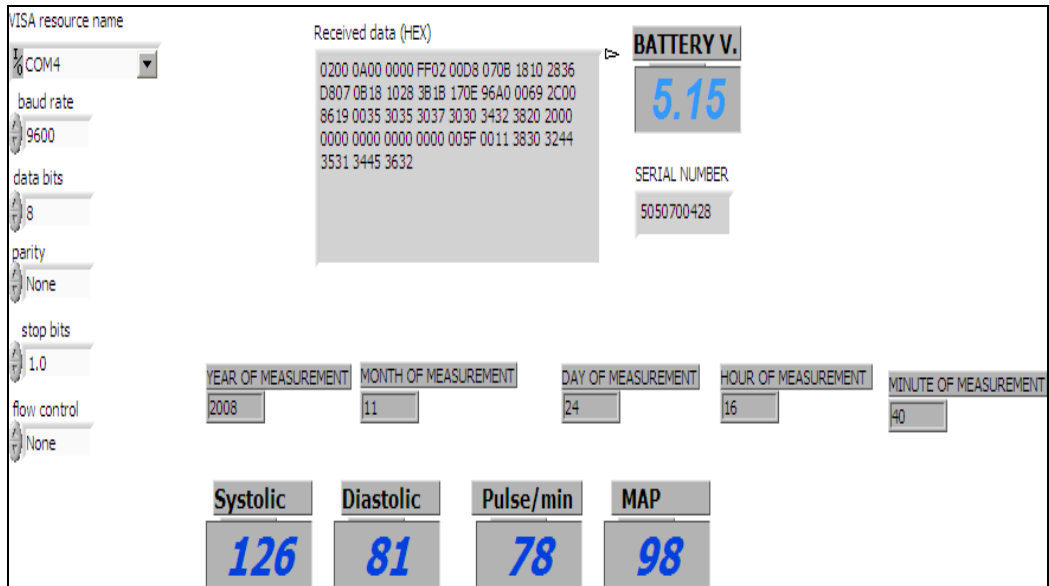 VISA resource name
COM4
baud rate
9600
data bits
8
parity
None
stop bits
1.0
flow control
None
Received data (HEX)
0200 0A00 0000 FF02 00D8 070B 1810 2836
D807 0B18 1028 3B1B 170E 96A0 0069 2C00
8619 0035 3035 3037 3030 3432 3820 2000
0000 0000 0000 0000 005F 0011 3830 3244
3531 3445 3632
BATTERY V.
5.15
SERIAL NUMBER
5050700428
YEAR OF MEASUREMENT MONTH OF MEASUREMENT DAY OF MEASUREMENT HOUR OF MEASUREMENT MINUTE OF MEASUREMENT
2008 11 24 16 40
Systolic Diastolic Pulse/min MAP
126 81 78 98